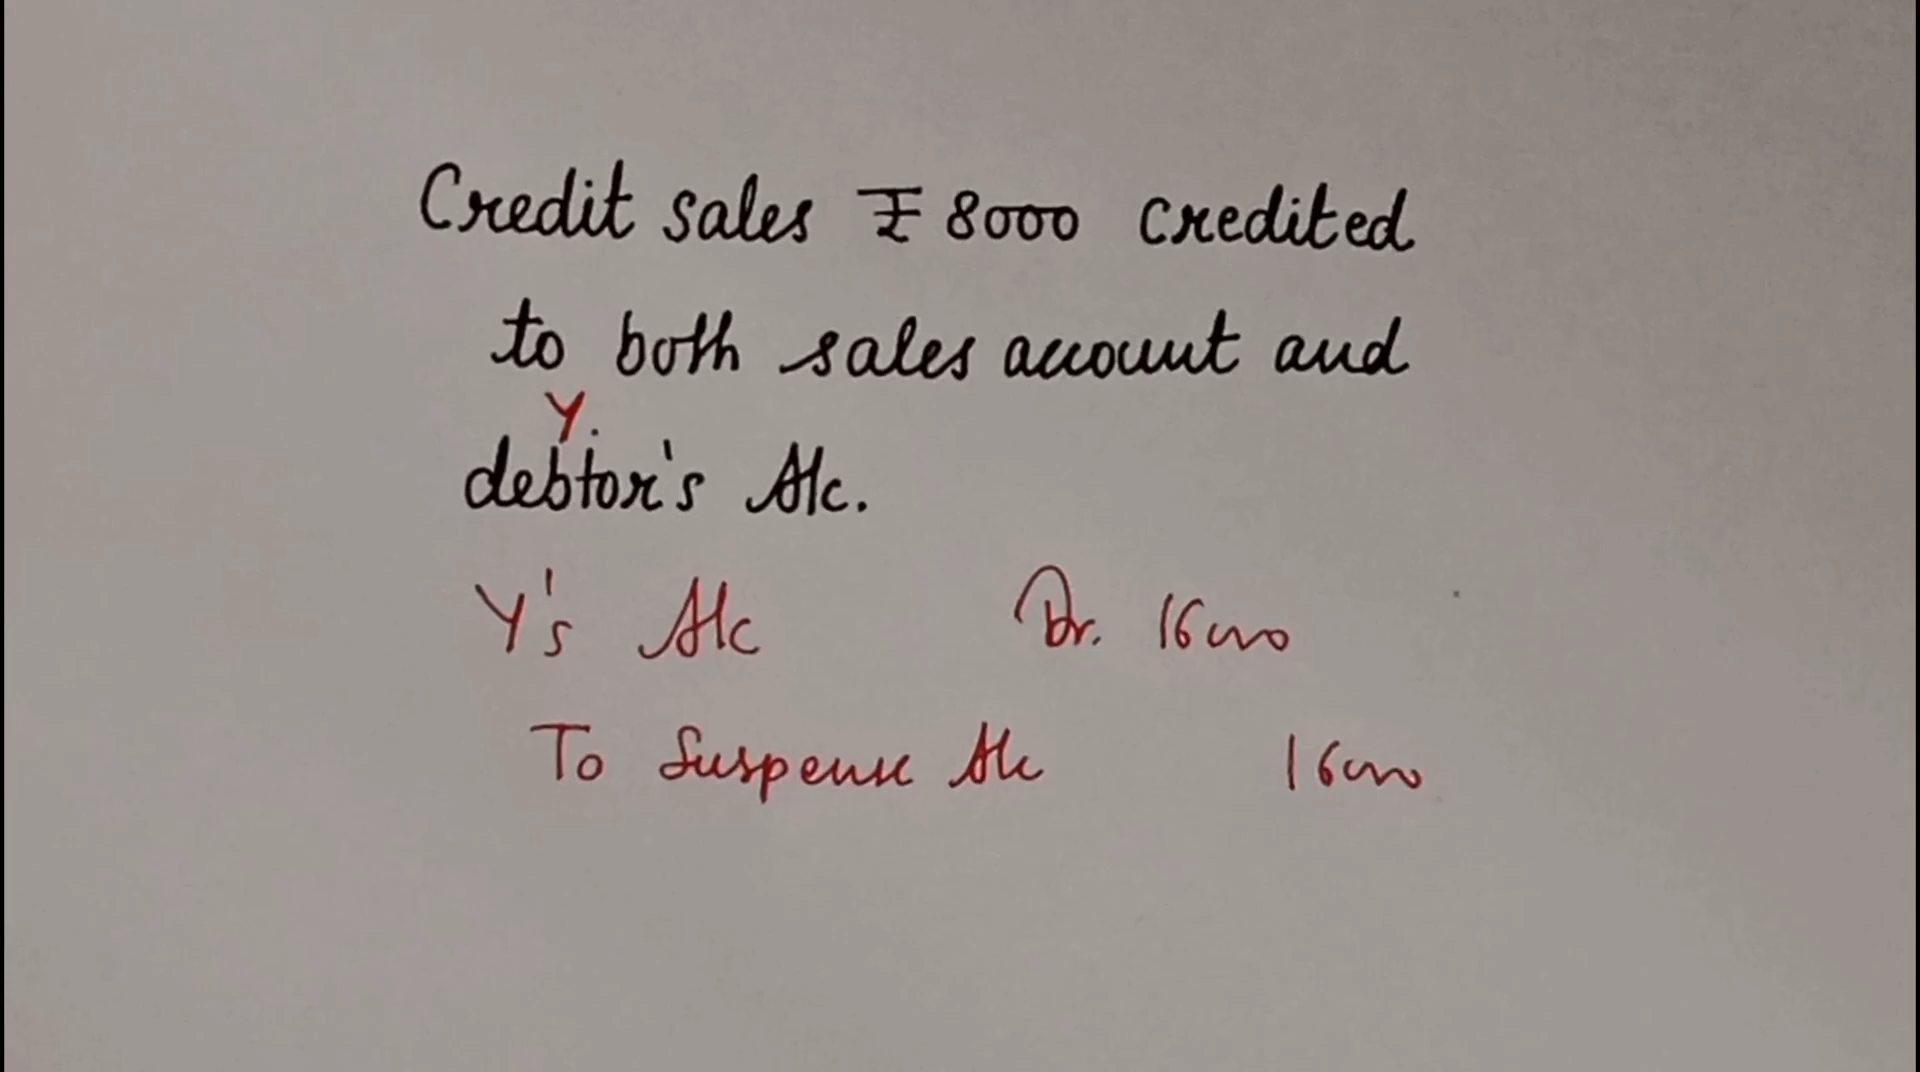 Credit sales ₹ 8000 credited
to both sales account and
Y.
debtor's A/c.
Y's A/c Dr. 16000
To Suspense A/c 16000